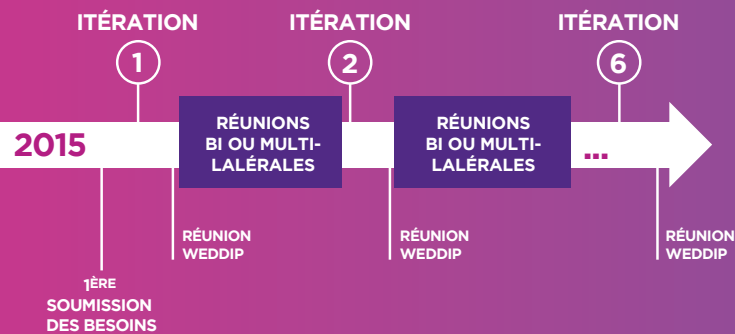 ITÉRATION
1
ITÉRATION
2
ITÉRATION
6
2015
RÉUNIONS
BI OU MULTI-
LALÉRALES
RÉUNIONS
BI OU MULTI-
LALÉRALES
...
RÉUNION
WEDDIP
RÉUNION
WEDDIP
RÉUNION
WEDDIP
1ÈRE
SOUMISSION
DES BESOINS